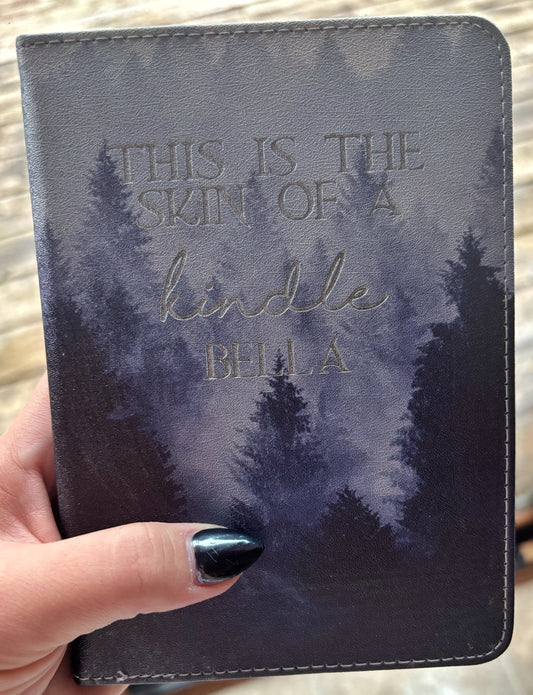 THIS IS THE
SKIN OF A
kindle
BELLA